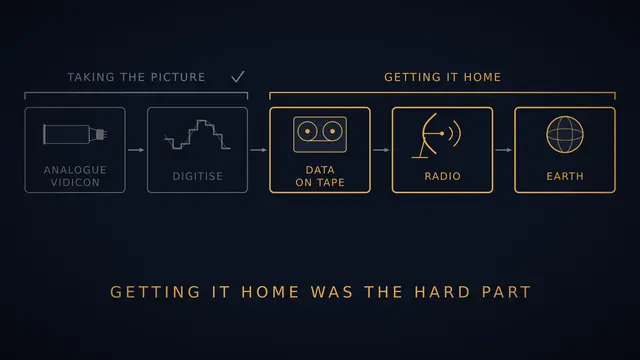 TAKING THE PICTURE
GETTING IT HOME
ANALOGUE
VIDICON
DIGITISE
DATA
ON TAPE
RADIO
EARTH
GETTING IT HOME WAS THE HARD PART